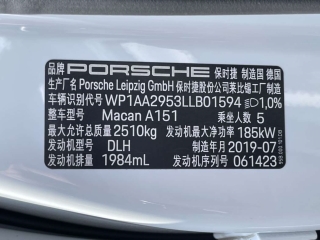 品牌 PORSCHE 保时捷 制造国 德国
生产厂名 Porsche Leipzig GmbH 保时捷股份公司莱比锡工厂制造
车辆识别代号 WP1AA2953LLB01594 1,0%
整车型号 Macan A151 乘坐人数 5
最大允许总质量 2510kg 发动机最大净功率 185kW
发动机型号 DLH 制造年月 2019-07
发动机排量 1984mL 发动机序号 061423